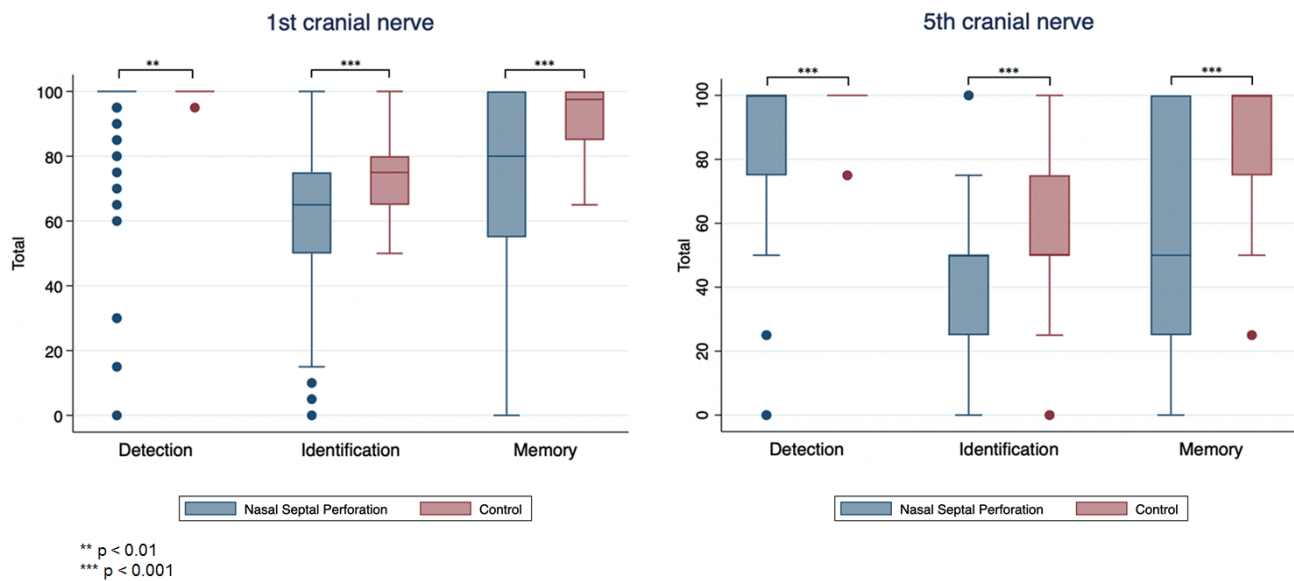 1st cranial nerve
** *** ***
100
80
60
40
20
0
Total
Detection Identification Memory
Nasal Septal Perforation Control
5th cranial nerve
*** *** ***
100
80
60
40
20
0
Total
Detection Identification Memory
Nasal Septal Perforation Control
** p < 0.01
*** p < 0.001